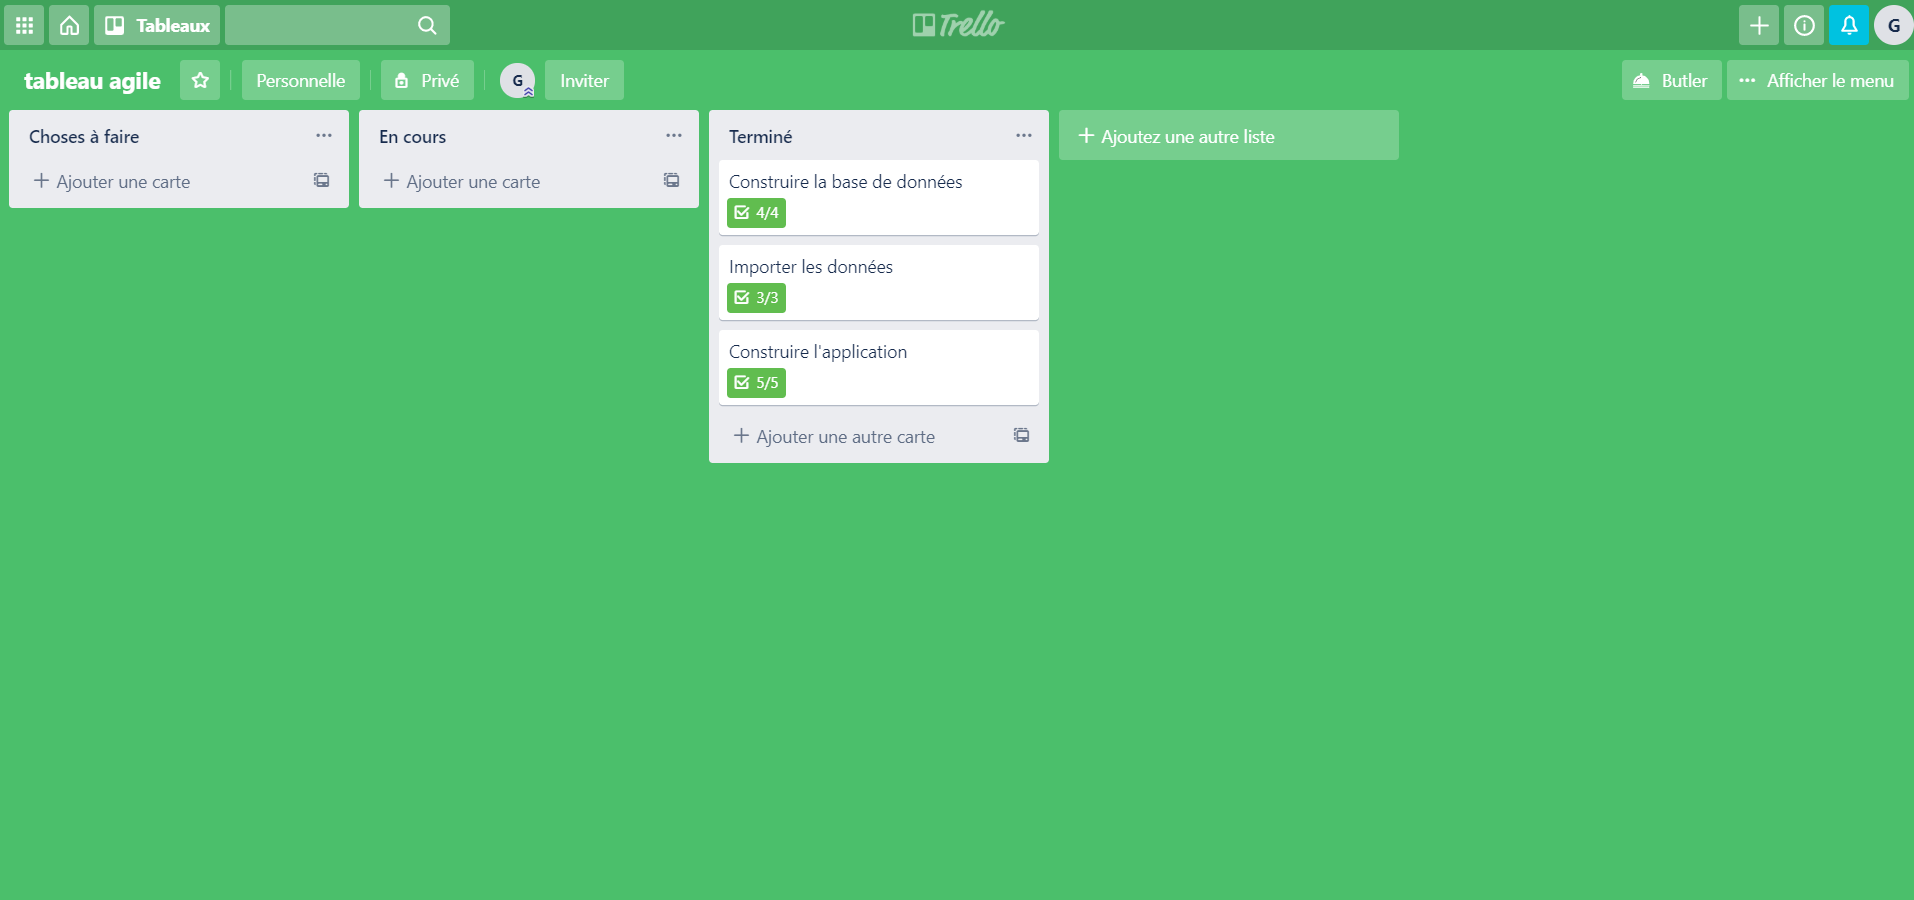 Tableaux
Trello
G
tableau agile
Personnelle
Privé
G
Inviter
Butler
Afficher le menu
Choses à faire
Ajouter une carte
En cours
Ajouter une carte
Terminé
Construire la base de données
4/4
Importer les données
3/3
Construire l'application
5/5
Ajouter une autre carte
Ajoutez une autre liste